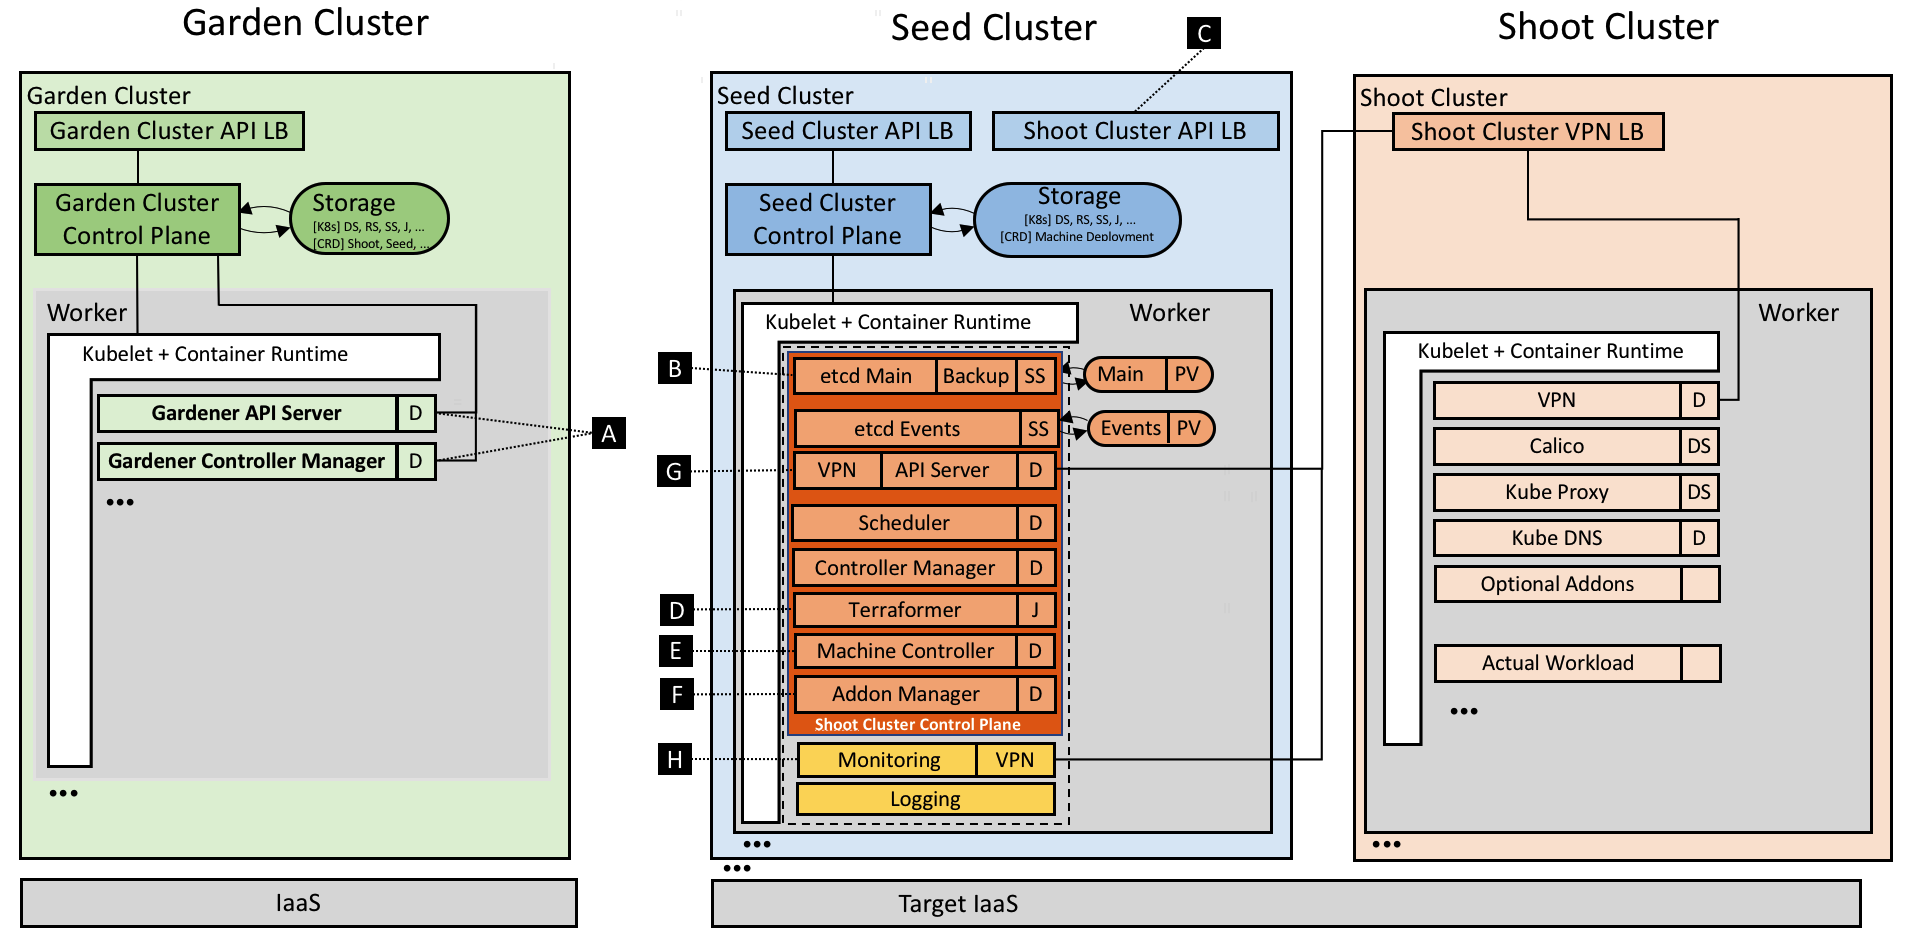 Garden Cluster
Seed Cluster
Shoot Cluster
C
Garden Cluster
Garden Cluster API LB
Garden Cluster
Control Plane
Storage
[K8s] DS, RS, SS, J, ...
[CRD] Shoot, Seed, ...
Worker
Kubelet + Container Runtime
Gardener API Server D
Gardener Controller Manager D
•••
•••
A
IaaS
Seed Cluster
Seed Cluster API LB
Shoot Cluster API LB
Seed Cluster
Control Plane
Storage
[K8s] DS, RS, SS, J, ...
[CRD] Machine Deployment
Worker
Kubelet + Container Runtime
B
etcd Main Backup SS
Main PV
etcd Events SS
Events PV
G
VPN API Server D
Scheduler D
Controller Manager D
D
Terraformer J
E
Machine Controller D
F
Addon Manager D
Shoot Cluster Control Plane
H
Monitoring VPN
Logging
•••
•••
Target IaaS
Shoot Cluster
Shoot Cluster VPN LB
Worker
Kubelet + Container Runtime
VPN D
Calico DS
Kube Proxy DS
Kube DNS D
Optional Addons
Actual Workload
•••
•••